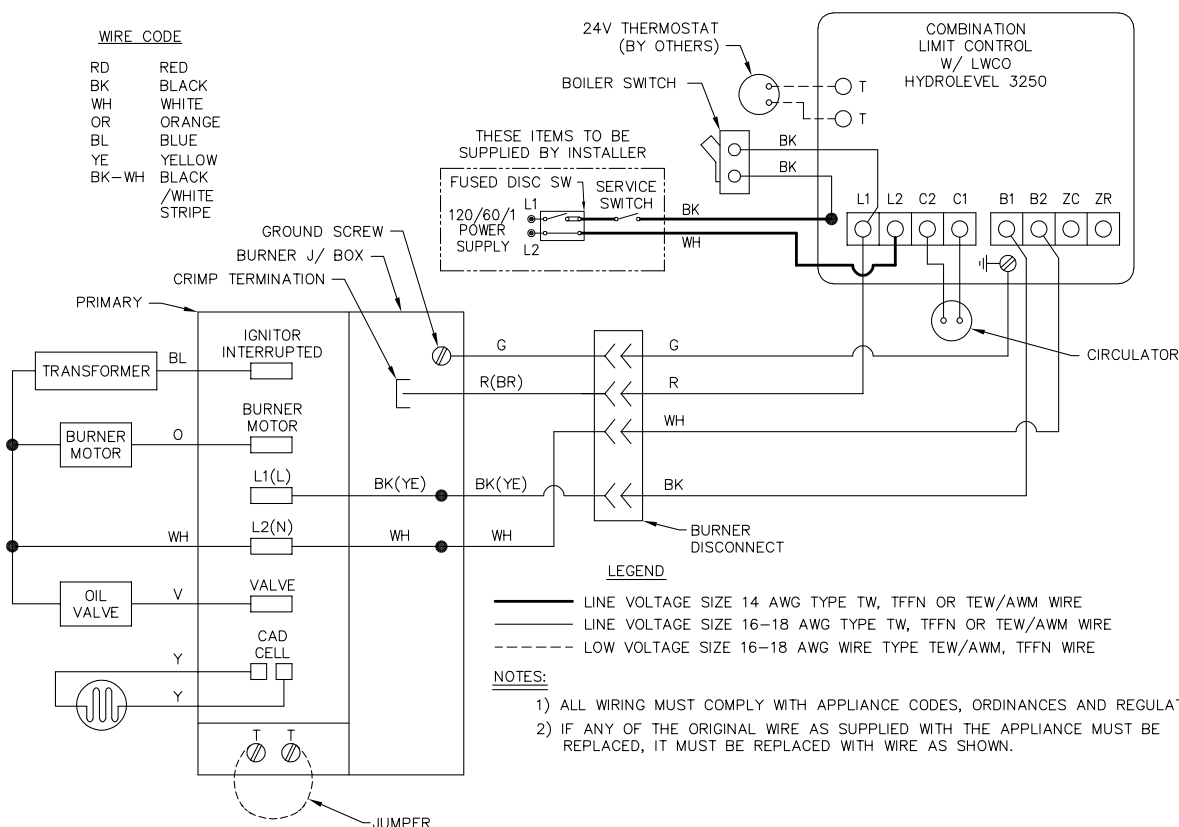 WIRE CODE
RD RED
BK BLACK
WH WHITE
OR ORANGE
BL BLUE
YE YELLOW
BK-WH BLACK
/WHITE
STRIPE
24V THERMOSTAT
(BY OTHERS)
BOILER SWITCH
COMBINATION
LIMIT CONTROL
W/ LWCO
HYDROLEVEL 3250
T
T
BK
BK
THESE ITEMS TO BE
SUPPLIED BY INSTALLER
FUSED DISC SW
SERVICE
SWITCH
L1
120/60/1
POWER
SUPPLY
L2
BK
WH
L1 L2 C2 C1 B1 B2 ZC ZR
CIRCULATOR
GROUND SCREW
BURNER J/ BOX
CRIMP TERMINATION
PRIMARY
IGNITOR
INTERRUPTED
TRANSFORMER
BL
G
G
R(BR)
R
BURNER
MOTOR
BURNER
MOTOR
O
WH
L1(L)
BK(YE)
BK(YE)
BK
L2(N)
WH
WH
WH
BURNER
DISCONNECT
OIL
VALVE
V
VALVE
CAD
CELL
Y
Y
T T
JUMPER
LEGEND
LINE VOLTAGE SIZE 14 AWG TYPE TW, TFFN OR TEW/AWM WIRE
LINE VOLTAGE SIZE 16-18 AWG TYPE TW, TFFN OR TEW/AWM WIRE
LOW VOLTAGE SIZE 16-18 AWG WIRE TYPE TEW/AWM, TFFN WIRE
NOTES:
1) ALL WIRING MUST COMPLY WITH APPLIANCE CODES, ORDINANCES AND REGULAT
2) IF ANY OF THE ORIGINAL WIRE AS SUPPLIED WITH THE APPLIANCE MUST BE
REPLACED, IT MUST BE REPLACED WITH WIRE AS SHOWN.